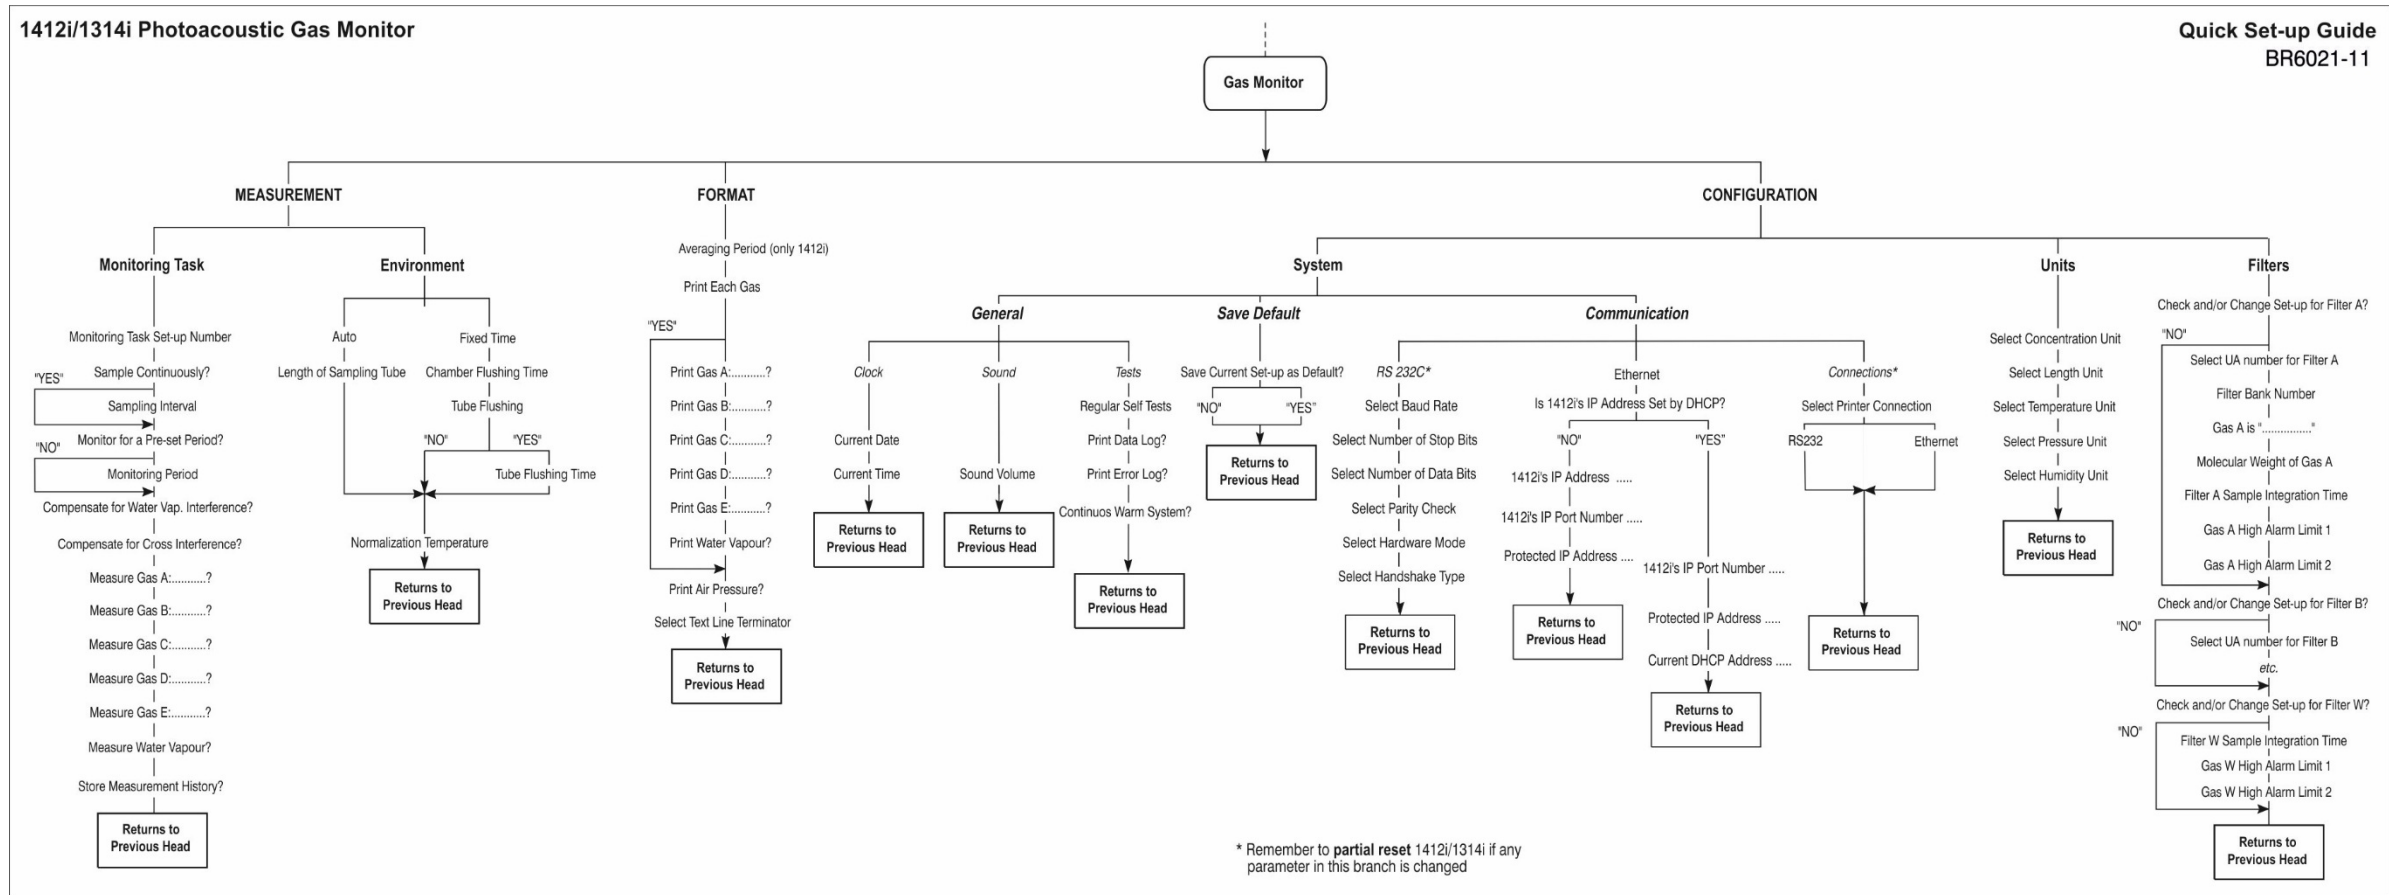 1412i/1314i Photoacoustic Gas Monitor
Quick Set-up Guide
BR6021-11
Gas Monitor
MEASUREMENT
FORMAT
CONFIGURATION
Monitoring Task
Monitoring Task Set-up Number
Sample Continuously?
"YES"
Sampling Interval
Monitor for a Pre-set Period?
"NO"
Monitoring Period
Compensate for Water Vap. Interference?
Compensate for Cross Interference?
Measure Gas A:...........?
Measure Gas B:...........?
Measure Gas C:...........?
Measure Gas D:...........?
Measure Gas E:...........?
Measure Water Vapour?
Store Measurement History?
Returns to
Previous Head
Environment
Auto
Length of Sampling Tube
Fixed Time
Chamber Flushing Time
Tube Flushing
"NO"
"YES"
Tube Flushing Time
Normalization Temperature
Returns to
Previous Head
Averaging Period (only 1412i)
Print Each Gas
"YES"
Print Gas A:...........?
Print Gas B:...........?
Print Gas C:...........?
Print Gas D:...........?
Print Gas E:...........?
Print Water Vapour?
Print Air Pressure?
Select Text Line Terminator
Returns to
Previous Head
System
General
Clock
Current Date
Current Time
Returns to
Previous Head
Sound
Sound Volume
Returns to
Previous Head
Tests
Regular Self Tests
Print Data Log?
Print Error Log?
Continuos Warm System?
Returns to
Previous Head
Save Default
Save Current Set-up as Default?
"NO"
"YES"
Returns to
Previous Head
Communication
RS 232C*
Select Baud Rate
Select Number of Stop Bits
Select Number of Data Bits
Select Parity Check
Select Hardware Mode
Select Handshake Type
Returns to
Previous Head
Ethernet
Is 1412i's IP Address Set by DHCP?
"NO"
1412i's IP Address .....
1412i's IP Port Number .....
Protected IP Address ....
Returns to
Previous Head
"YES"
1412i's IP Port Number .....
Protected IP Address .....
Current DHCP Address .....
Returns to
Previous Head
Connections*
Select Printer Connection
RS232
Ethernet
Returns to
Previous Head
Units
Select Concentration Unit
Select Length Unit
Select Temperature Unit
Select Pressure Unit
Select Humidity Unit
Returns to
Previous Head
Filters
Check and/or Change Set-up for Filter A?
"NO"
Select UA number for Filter A
Filter Bank Number
Gas A is "..............."
Molecular Weight of Gas A
Filter A Sample Integration Time
Gas A High Alarm Limit 1
Gas A High Alarm Limit 2
Check and/or Change Set-up for Filter B?
"NO"
Select UA number for Filter B
etc.
Check and/or Change Set-up for Filter W?
"NO"
Filter W Sample Integration Time
Gas W High Alarm Limit 1
Gas W High Alarm Limit 2
Returns to
Previous Head
* Remember to partial reset 1412i/1314i if any
parameter in this branch is changed